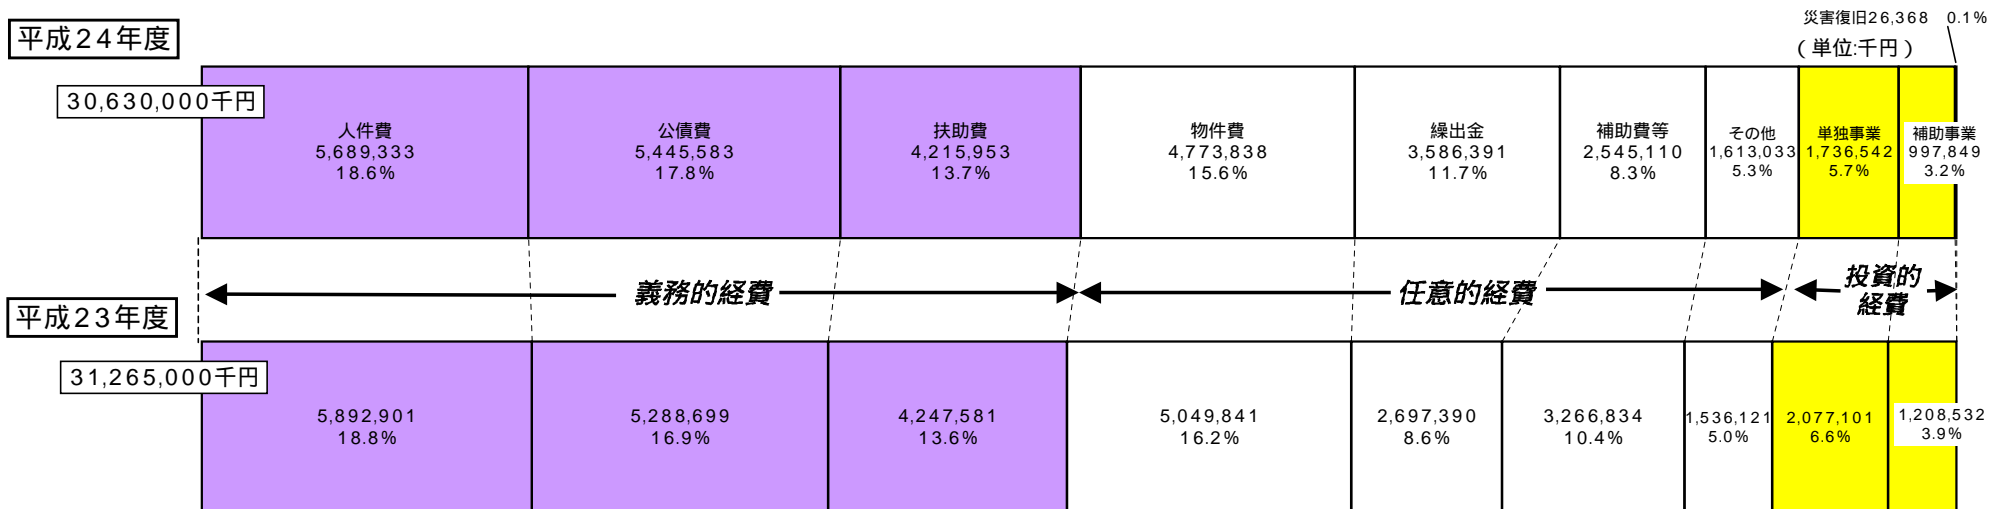 災害復旧26,368 0.1%
平成24年度
(単位:千円)
30,630,000千円
人件費
5,689,333
18.6%
公債費
5,445,583
17.8%
扶助費
4,215,953
13.7%
物件費
4,773,838
15.6%
繰出金
3,586,391
11.7%
補助費等
2,545,110
8.3%
その他
1,613,033
5.3%
単独事業
1,736,542
5.7%
補助事業
997,849
3.2%
義務的経費
任意的経費
投資的
経費
平成23年度
31,265,000千円
5,892,901
18.8%
5,288,699
16.9%
4,247,581
13.6%
5,049,841
16.2%
2,697,390
8.6%
3,266,834
10.4%
1,536,121
5.0%
2,077,101
6.6%
1,208,532
3.9%